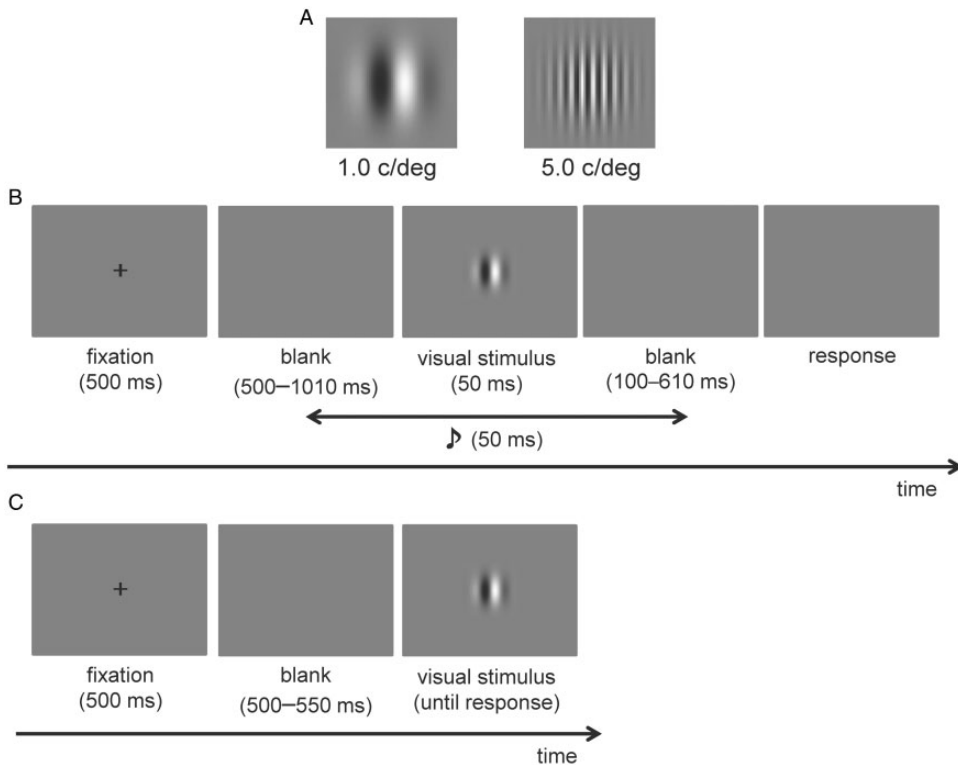 A
1.0 c/deg 5.0 c/deg
B
fixation blank visual stimulus blank response
(500 ms) (500–1010 ms) (50 ms) (100–610 ms)
♪ (50 ms)
time
C
fixation blank visual stimulus
(500 ms) (500–550 ms) (until response)
time